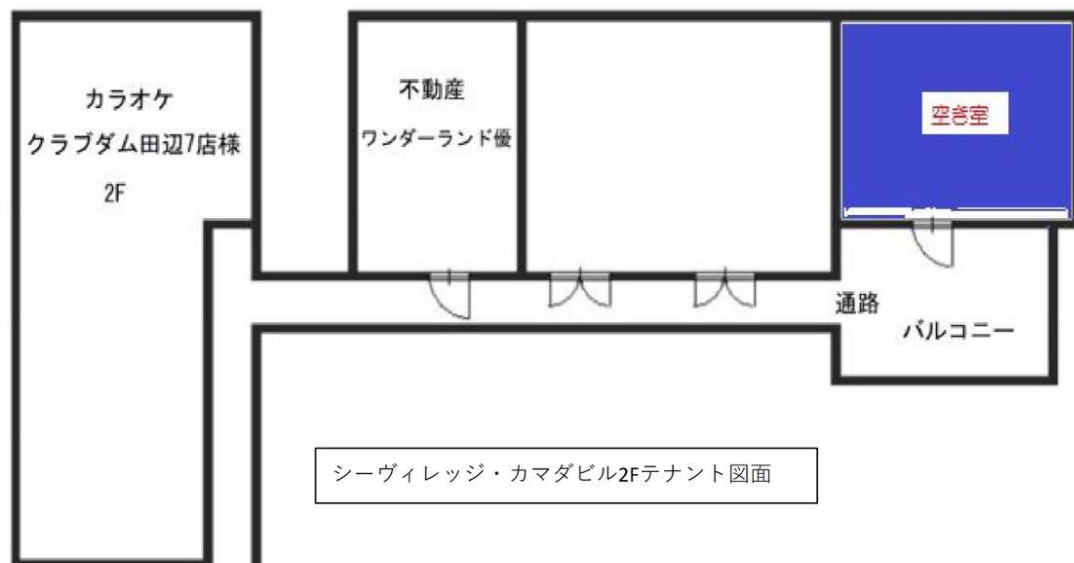 カラオケ
クラブダム田辺7店様
2F
不動産
ワンダーランド優
空き室
通路
バルコニー
シーヴィレッジ・カマダビル2Fテナント図面